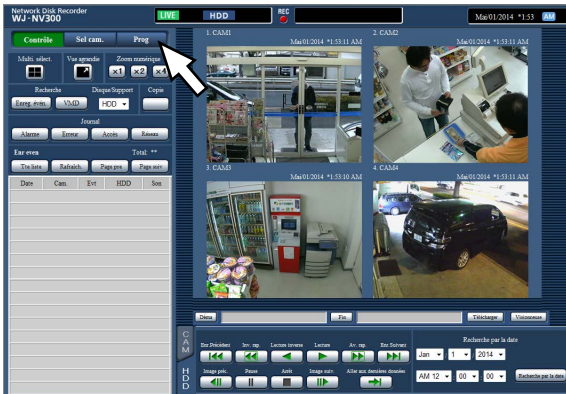 Network Disk Recorder
WJ-NV300
LIVE HDD REC Mai/01/2014 *1:53 AM
Contrôle Sel cam. Prog
Multi. sélect. Vue agrandie Zoom numérique
x1 x2 x4
Recherche Disque/Support Copie
Enreg. évén. VMD HDD
Journal
Alarme Erreur Accès Réseau
Enr even Total: **
Tte liste Rafraîch. Page pre Page suiv
Date Cam. Evt HDD Son
1. CAM1
Mai/01/2014 *1:53:11 AM
2. CAM2
Mai/01/2014 *1:53:11 AM
3. CAM3
Mai/01/2014 *1:53:10 AM
4. CAM4
Mai/01/2014 *1:53:11 AM
Début Fin Télécharger Visionneuse
CAM
HDD
Enr.Précédent Inv. rap. Lecture inverse Lecture Av. rap. Enr.Suivant
Image préc. Pause Arrêt Image suiv. Aller aux dernières données
Recherche par la date
Jan 1 , 2014
AM 12 00 : 00 Recherche par la date